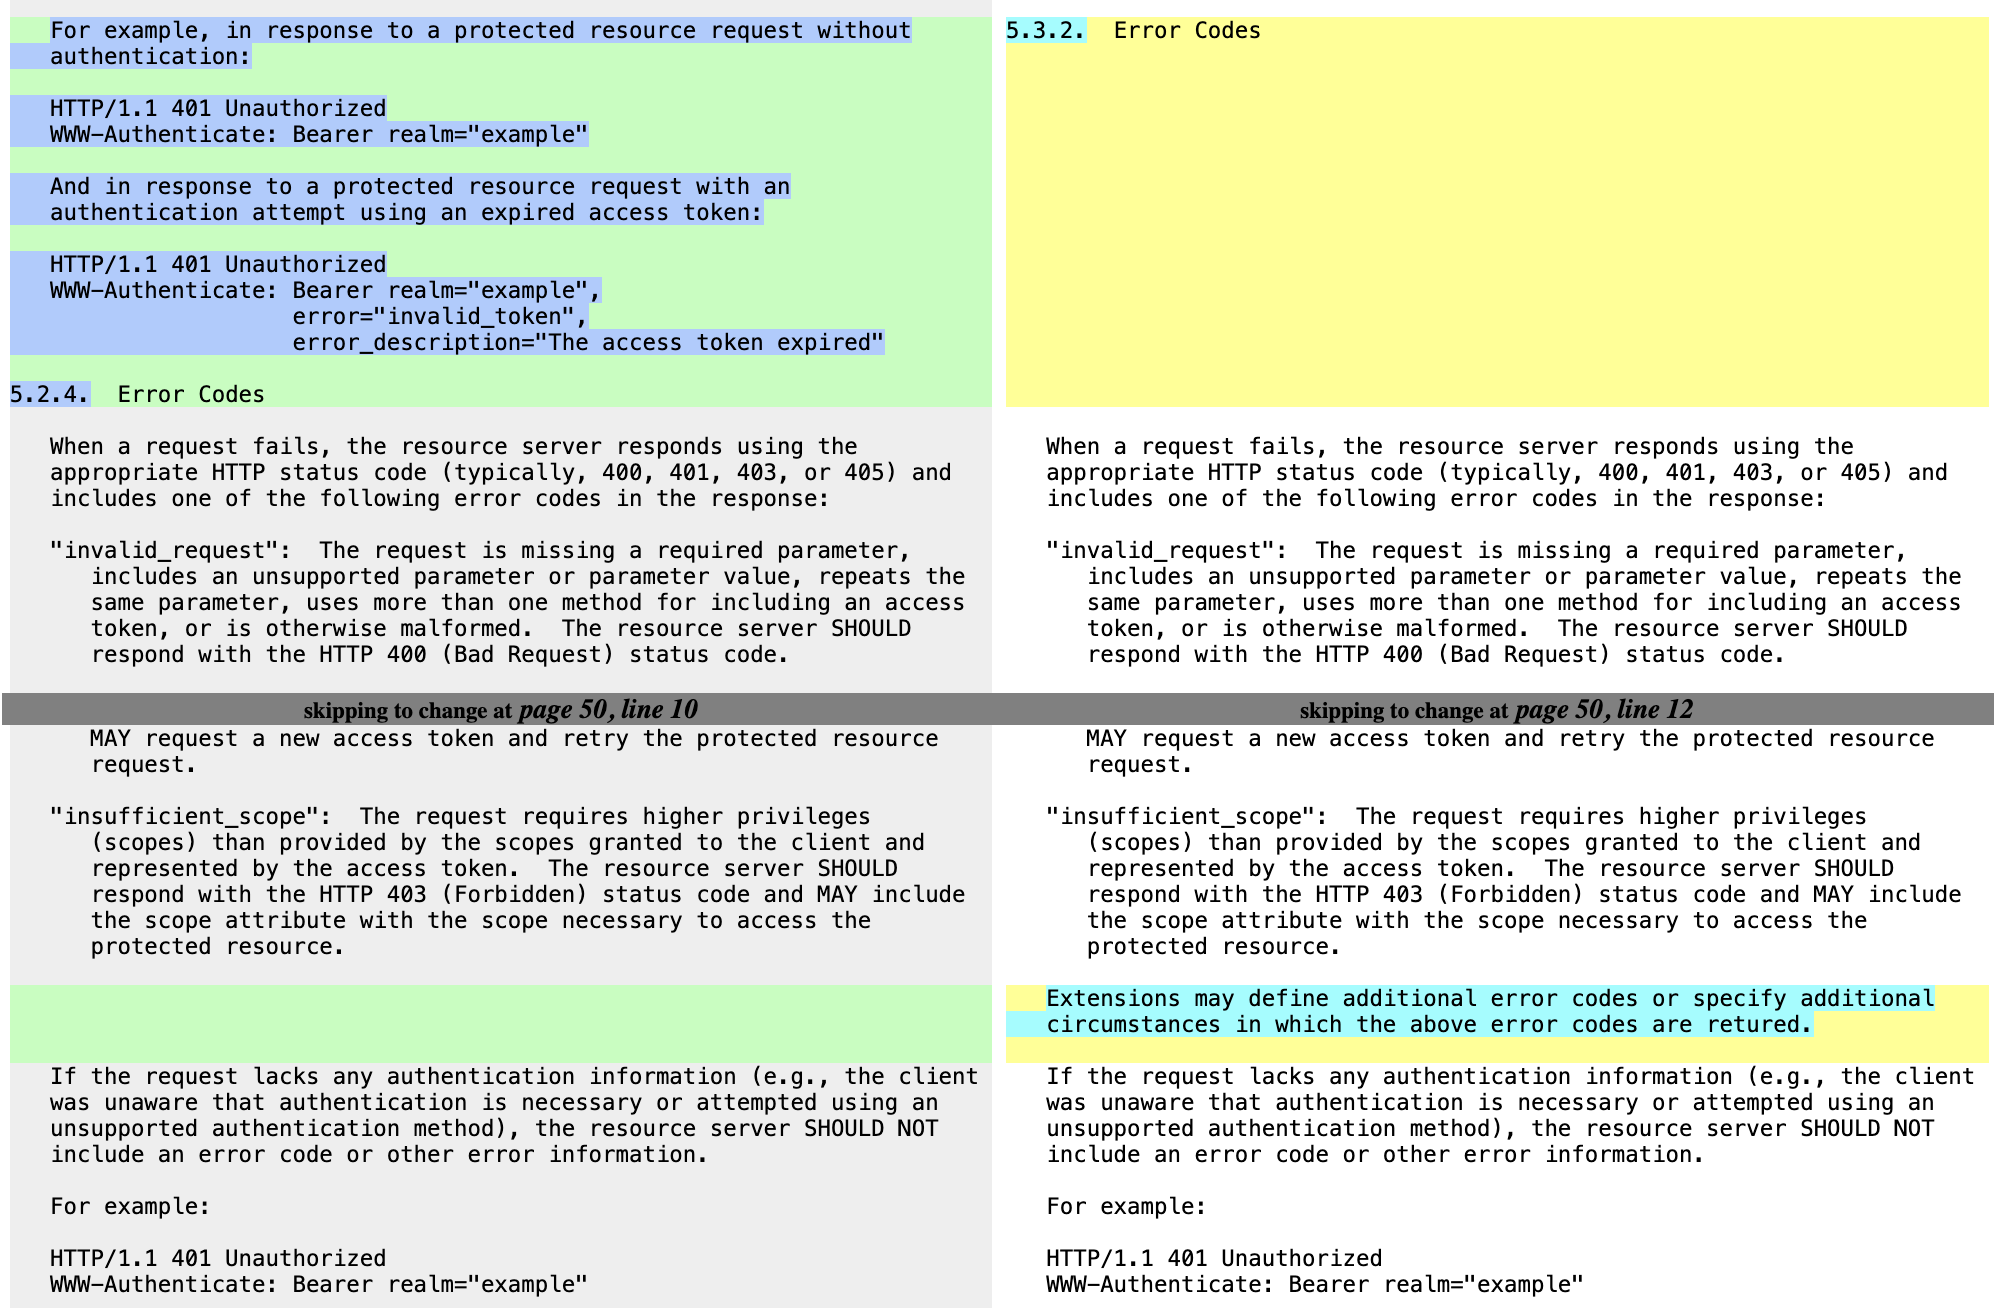 For example, in response to a protected resource request without
authentication:
HTTP/1.1 401 Unauthorized
WWW-Authenticate: Bearer realm="example"
And in response to a protected resource request with an
authentication attempt using an expired access token:
HTTP/1.1 401 Unauthorized
WWW-Authenticate: Bearer realm="example",
error="invalid_token",
error_description="The access token expired"
5.2.4.  Error Codes
When a request fails, the resource server responds using the
appropriate HTTP status code (typically, 400, 401, 403, or 405) and
includes one of the following error codes in the response:
"invalid_request":  The request is missing a required parameter,
includes an unsupported parameter or parameter value, repeats the
same parameter, uses more than one method for including an access
token, or is otherwise malformed.  The resource server SHOULD
respond with the HTTP 400 (Bad Request) status code.
skipping to change at page 50, line 10
MAY request a new access token and retry the protected resource
request.
"insufficient_scope":  The request requires higher privileges
(scopes) than provided by the scopes granted to the client and
represented by the access token.  The resource server SHOULD
respond with the HTTP 403 (Forbidden) status code and MAY include
the scope attribute with the scope necessary to access the
protected resource.
If the request lacks any authentication information (e.g., the client
was unaware that authentication is necessary or attempted using an
unsupported authentication method), the resource server SHOULD NOT
include an error code or other error information.
For example:
HTTP/1.1 401 Unauthorized
WWW-Authenticate: Bearer realm="example"
5.3.2.  Error Codes
When a request fails, the resource server responds using the
appropriate HTTP status code (typically, 400, 401, 403, or 405) and
includes one of the following error codes in the response:
"invalid_request":  The request is missing a required parameter,
includes an unsupported parameter or parameter value, repeats the
same parameter, uses more than one method for including an access
token, or is otherwise malformed.  The resource server SHOULD
respond with the HTTP 400 (Bad Request) status code.
skipping to change at page 50, line 12
MAY request a new access token and retry the protected resource
request.
"insufficient_scope":  The request requires higher privileges
(scopes) than provided by the scopes granted to the client and
represented by the access token.  The resource server SHOULD
respond with the HTTP 403 (Forbidden) status code and MAY include
the scope attribute with the scope necessary to access the
protected resource.
Extensions may define additional error codes or specify additional
circumstances in which the above error codes are retured.
If the request lacks any authentication information (e.g., the client
was unaware that authentication is necessary or attempted using an
unsupported authentication method), the resource server SHOULD NOT
include an error code or other error information.
For example:
HTTP/1.1 401 Unauthorized
WWW-Authenticate: Bearer realm="example"